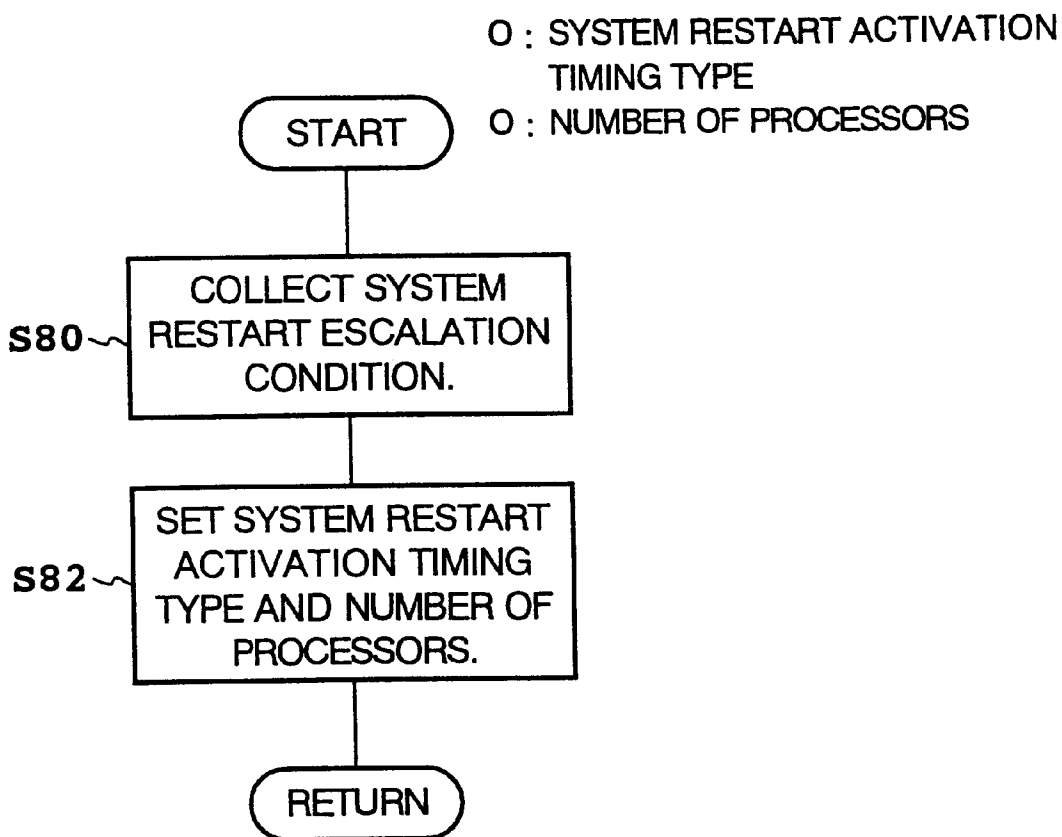 O : SYSTEM RESTART ACTIVATION
TIMING TYPE
O : NUMBER OF PROCESSORS
START
S80
COLLECT SYSTEM
RESTART ESCALATION
CONDITION.
S82
SET SYSTEM RESTART
ACTIVATION TIMING
TYPE AND NUMBER OF
PROCESSORS.
RETURN